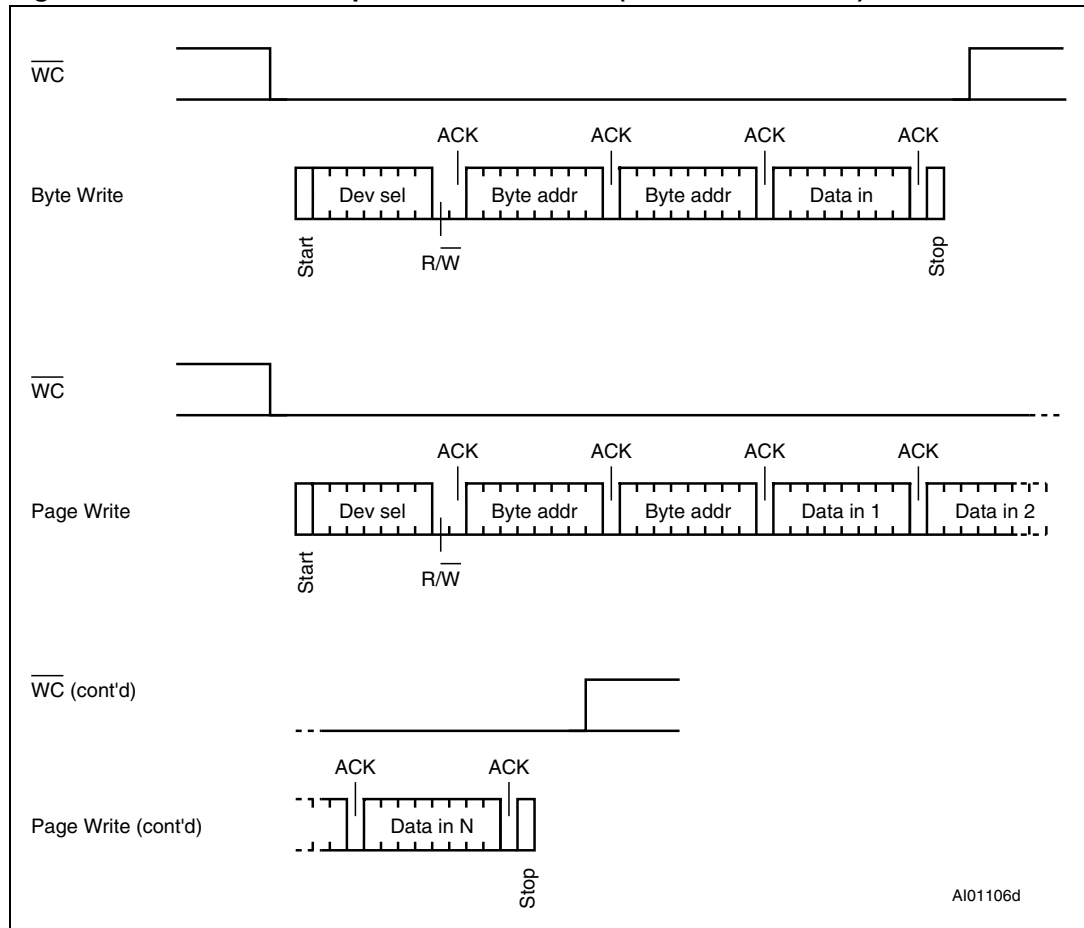 WC
ACK ACK ACK ACK
Byte Write Dev sel Byte addr Byte addr Data in
Start R/W Stop
WC
ACK ACK ACK ACK
Page Write Dev sel Byte addr Byte addr Data in 1 Data in 2
Start R/W
WC (cont'd)
ACK ACK
Page Write (cont'd) Data in N
Stop
AI01106d